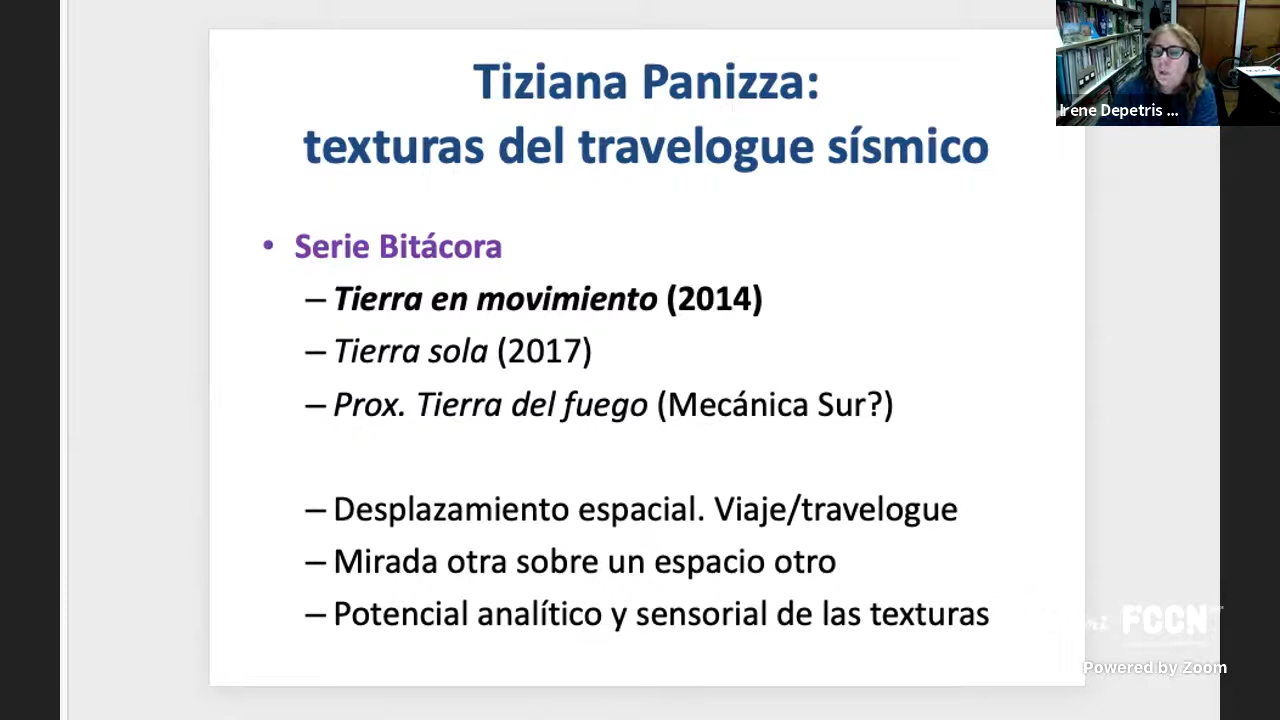 Tiziana Panizza:
texturas del travelogue sísmico
Irene Depetris ...
• Serie Bitácora
– Tierra en movimiento (2014)
– Tierra sola (2017)
– Prox. Tierra del fuego (Mecánica Sur?)
– Desplazamiento espacial. Viaje/travelogue
– Mirada otra sobre un espacio otro
– Potencial analítico y sensorial de las texturas
FCCN
Powered by Zoom